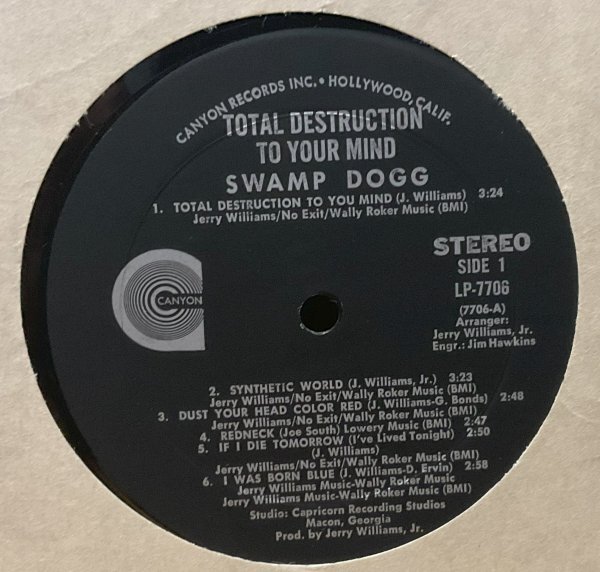 CANYON RECORDS INC. • HOLLYWOOD, CALIF.
TOTAL DESTRUCTION
TO YOUR MIND
SWAMP DOGG
1. TOTAL DESTRUCTION TO YOU MIND (J. Williams) 3:24
Jerry Williams/No Exit/Wally Roker Music (BMI)
STEREO
SIDE 1
LP-7706
(7706-A)
Arranger:
Jerry Williams, Jr.
Engr.: Jim Hawkins
CANYON
2. SYNTHETIC WORLD (J. Williams, Jr.) 3:23
Jerry Williams/No Exit/Wally Roker Music (BMI)
3. DUST YOUR HEAD COLOR RED (J. Williams-G. Bonds) 2:48
Jerry Williams/No Exit/Wally Roker Music (BMI)
4. REDNECK (Joe South) Lowery Music (BMI) 2:47
5. IF I DIE TOMORROW (I've Lived Tonight) 2:50
(J. Williams)
Jerry Williams/No Exit/Wally Roker Music (BMI)
6. I WAS BORN BLUE (J. Williams-D. Ervin) 2:58
Jerry Williams Music-Wally Roker Music
Jerry Williams Music-Wally Roker Music (BMI)
Studio: Capricorn Recording Studios
Macon, Georgia
Prod. by Jerry Williams, Jr.